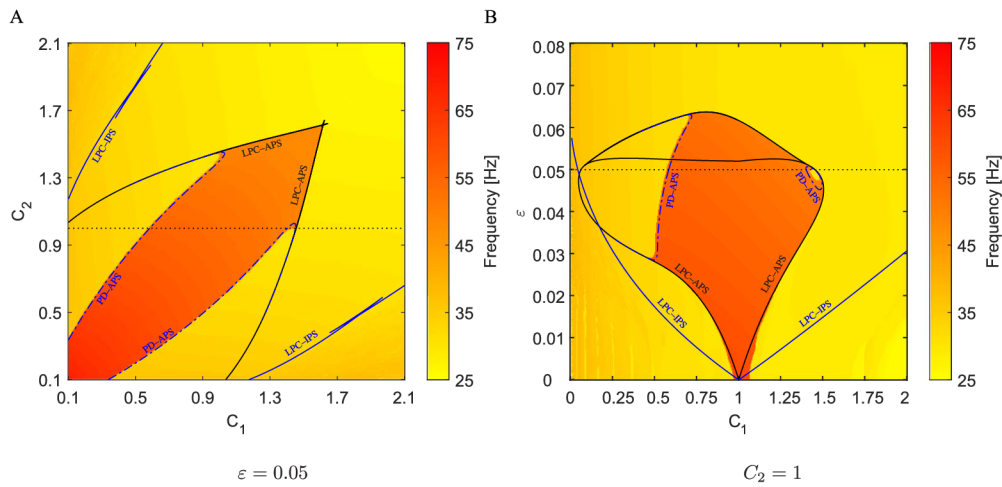 A
B
2.1
1.7
1.3
0.9
0.5
0.1
C2
0.1
0.5
0.9
1.3
1.7
2.1
C1
LPC-IPS
LPC-APS
LPC-APS
PD-APS
PD-APS
LPC-IPS
75
65
55
45
35
25
Frequency [Hz]
ε = 0.05
0.08
0.07
0.06
0.05
0.04
0.03
0.02
0.01
0
ε
0
0.25
0.5
0.75
1
1.25
1.5
1.75
2
C1
PD-APS
PD-APS
LPC-APS
LPC-APS
LPC-IPS
LPC-IPS
75
65
55
45
35
25
Frequency [Hz]
C2 = 1